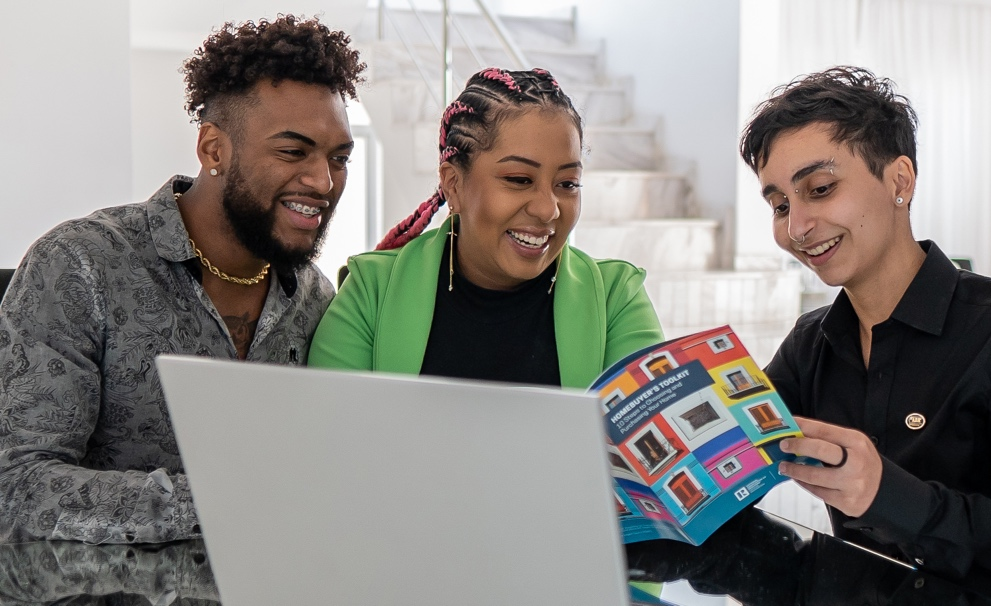 HOMEBUYER'S TOOLKIT
10 Steps to Choosing and
Purchasing Your Home